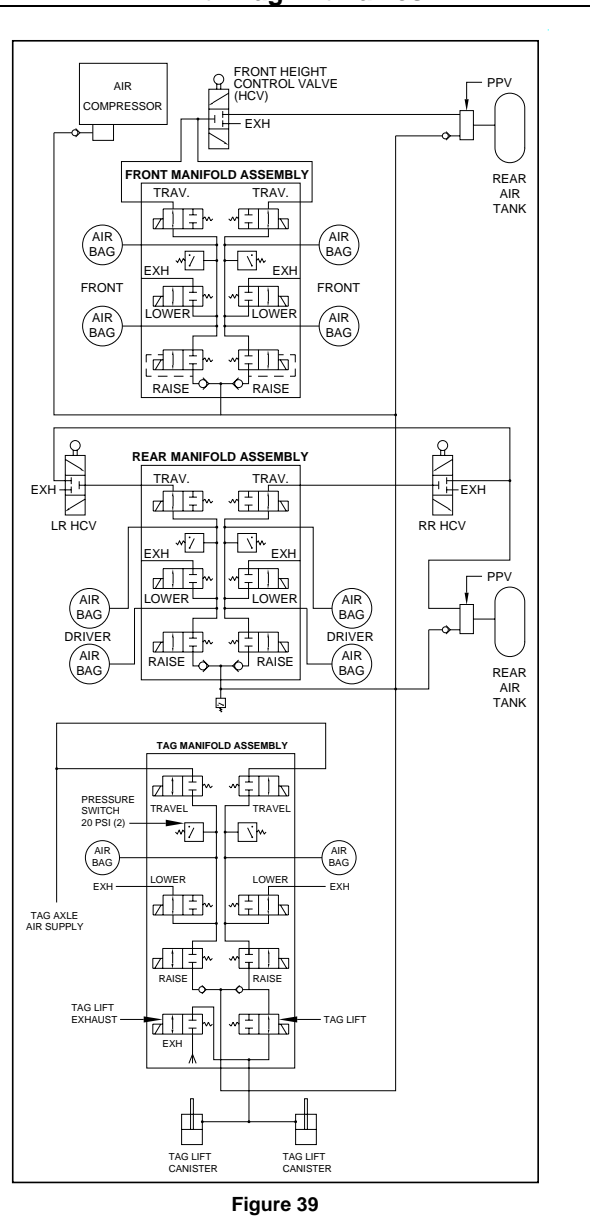 AIR
COMPRESSOR
FRONT HEIGHT
CONTROL VALVE
(HCV)
EXH
PPV
REAR
AIR
TANK
FRONT MANIFOLD ASSEMBLY
TRAV.
TRAV.
AIR
BAG
AIR
BAG
EXH
EXH
FRONT
FRONT
LOWER
LOWER
AIR
BAG
AIR
BAG
RAISE
RAISE
REAR MANIFOLD ASSEMBLY
EXH
LR HCV
TRAV.
TRAV.
EXH
RR HCV
EXH
EXH
PPV
LOWER
LOWER
AIR
BAG
AIR
BAG
DRIVER
DRIVER
AIR
BAG
AIR
BAG
RAISE
RAISE
REAR
AIR
TANK
TAG MANIFOLD ASSEMBLY
TRAVEL
TRAVEL
PRESSURE
SWITCH
20 PSI (2)
AIR
BAG
AIR
BAG
LOWER
LOWER
EXH
EXH
TAG AXLE
AIR SUPPLY
RAISE
RAISE
TAG LIFT
EXHAUST
TAG LIFT
EXH
TAG LIFT
CANISTER
TAG LIFT
CANISTER
Figure 39